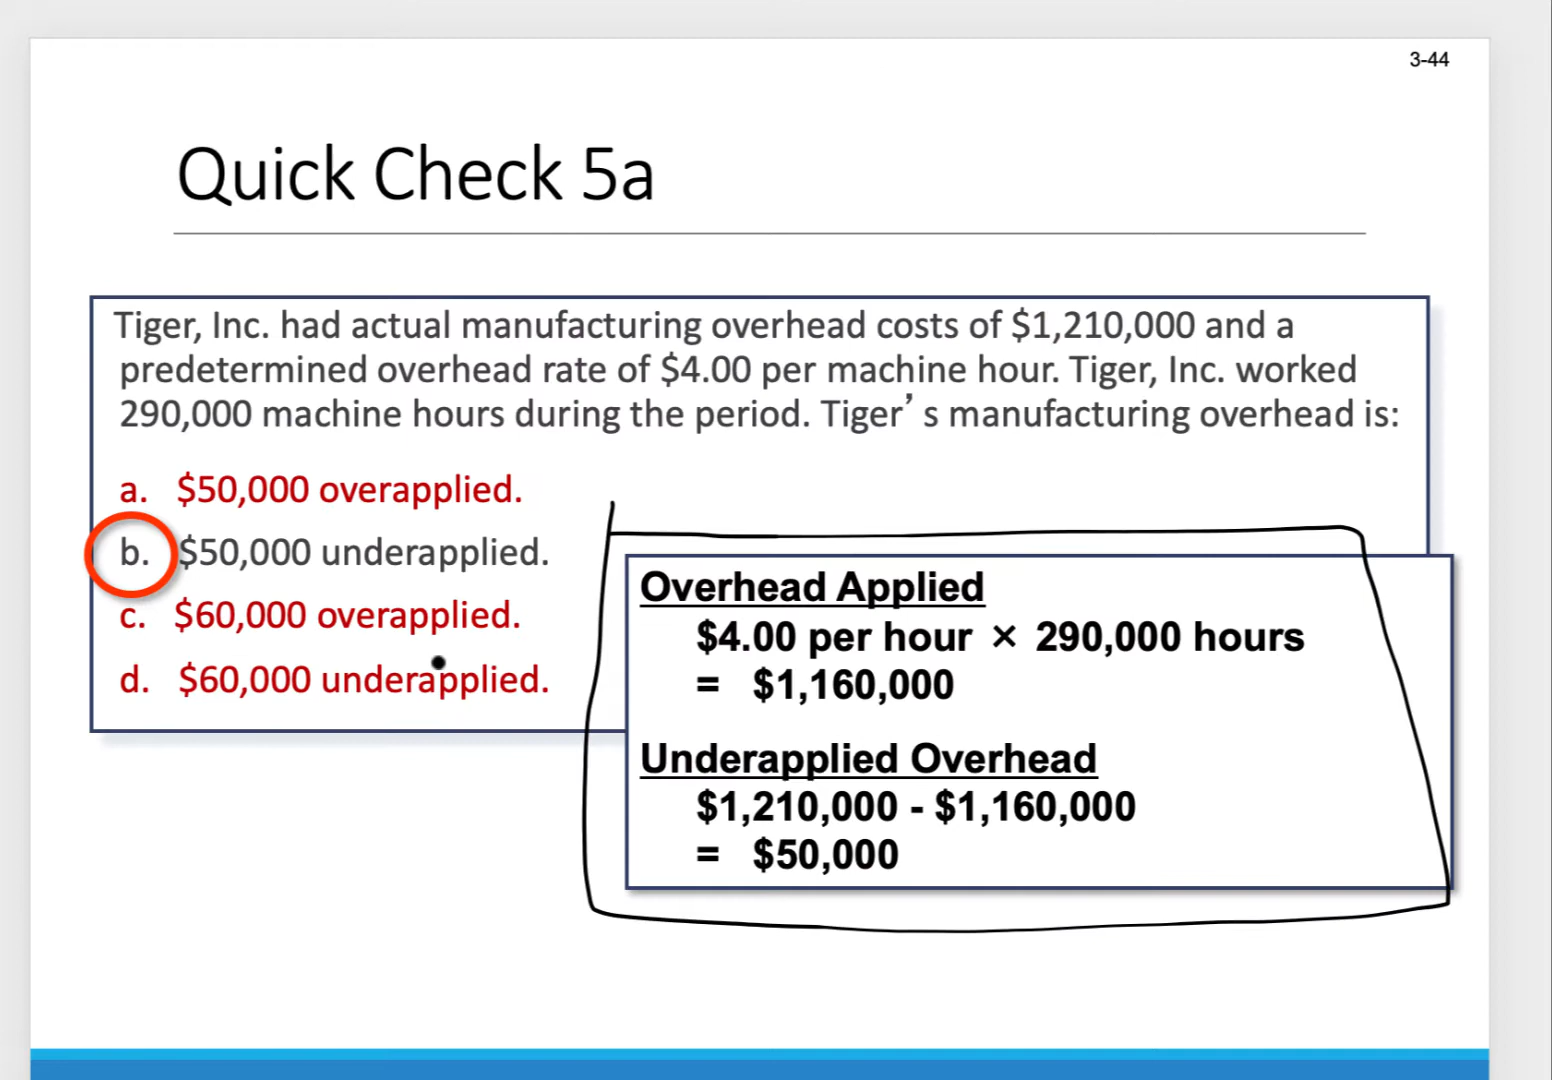 3-44
Quick Check 5a
Tiger, Inc. had actual manufacturing overhead costs of $1,210,000 and a
predetermined overhead rate of $4.00 per machine hour. Tiger, Inc. worked
290,000 machine hours during the period. Tiger’ s manufacturing overhead is:
a. $50,000 overapplied.
b. $50,000 underapplied.
c. $60,000 overapplied.
d. $60,000 underapplied.
Overhead Applied
$4.00 per hour × 290,000 hours
= $1,160,000
Underapplied Overhead
$1,210,000 - $1,160,000
= $50,000